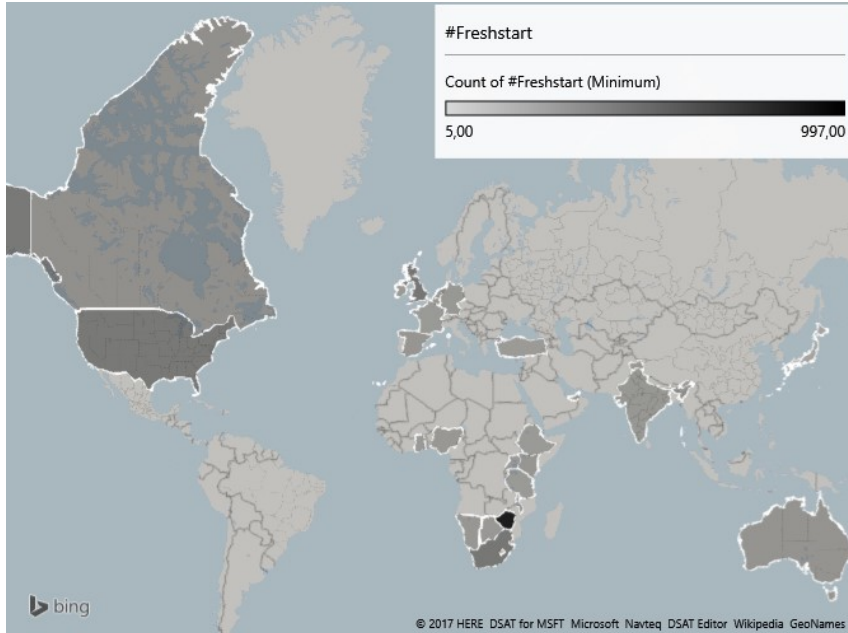 #Freshstart
Count of #Freshstart (Minimum)
5,00 997,00
bing
© 2017 HERE DSAT for MSFT Microsoft Navteq DSAT Editor Wikipedia GeoNames